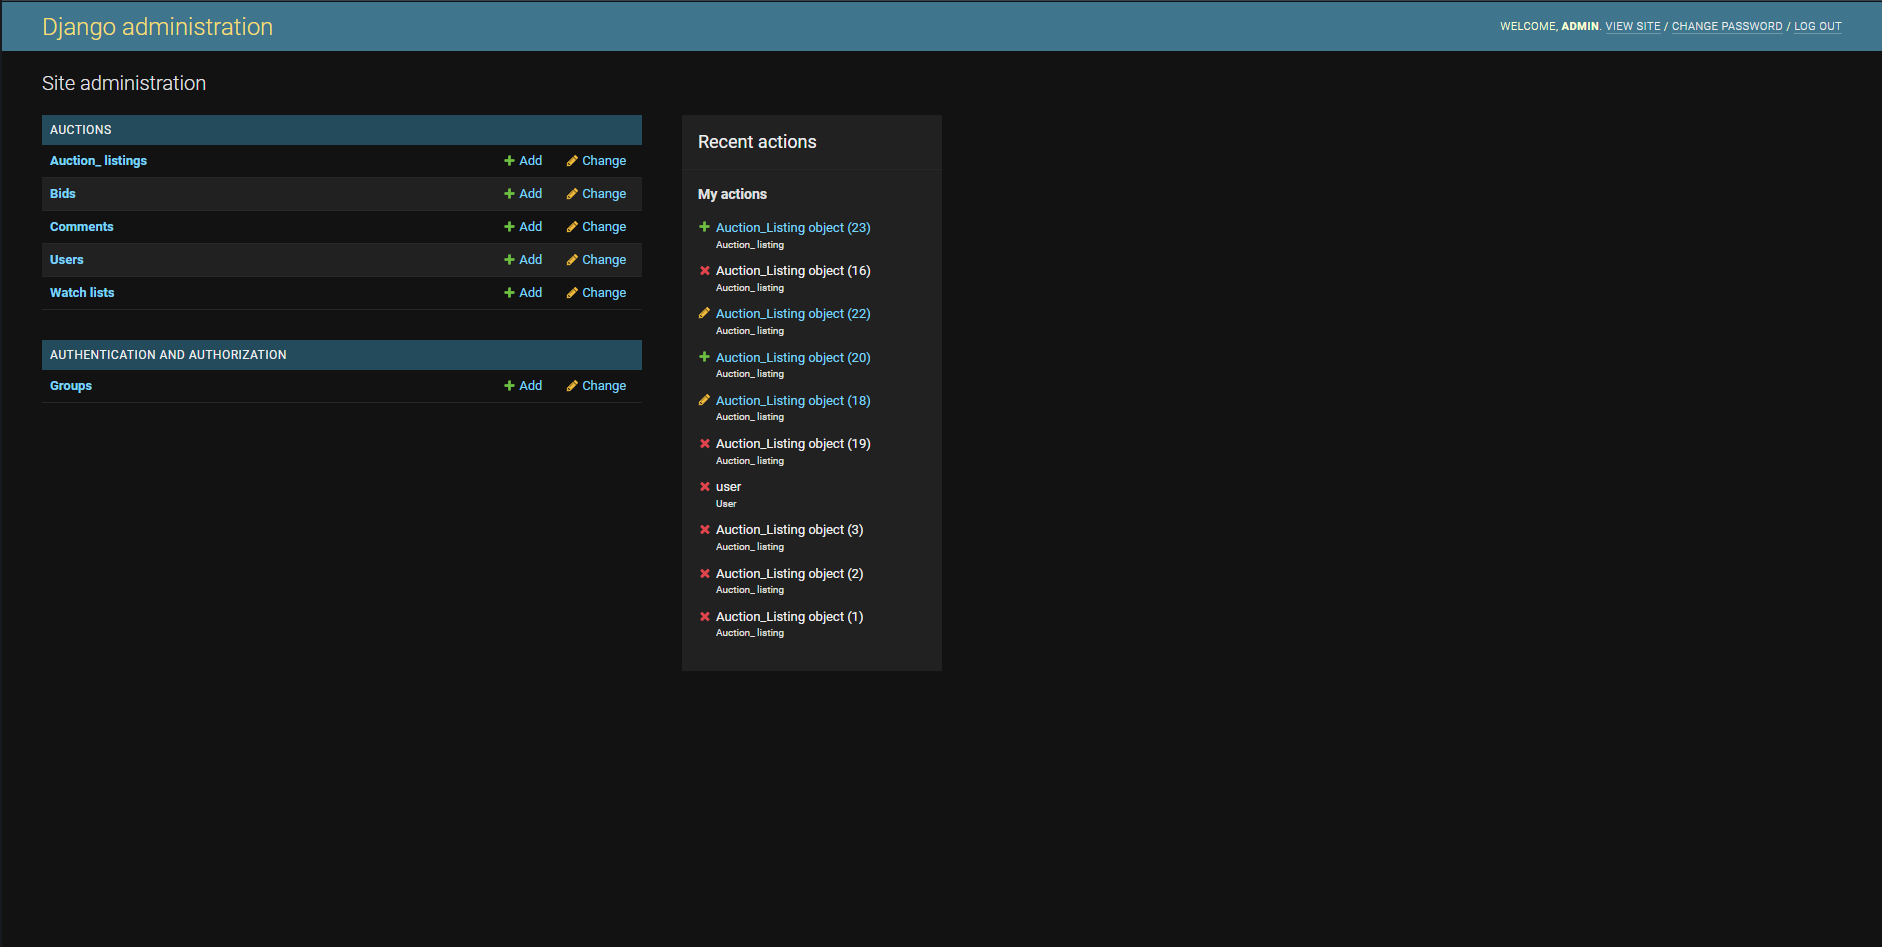 Django administration
WELCOME, ADMIN. VIEW SITE / CHANGE PASSWORD / LOG OUT
Site administration
AUCTIONS
Auction_ listings Add Change
Bids Add Change
Comments Add Change
Users Add Change
Watch lists Add Change
AUTHENTICATION AND AUTHORIZATION
Groups Add Change
Recent actions
My actions
Auction_Listing object (23)
Auction_ listing
Auction_Listing object (16)
Auction_ listing
Auction_Listing object (22)
Auction_ listing
Auction_Listing object (20)
Auction_ listing
Auction_Listing object (18)
Auction_ listing
Auction_Listing object (19)
Auction_ listing
user
User
Auction_Listing object (3)
Auction_ listing
Auction_Listing object (2)
Auction_ listing
Auction_Listing object (1)
Auction_ listing